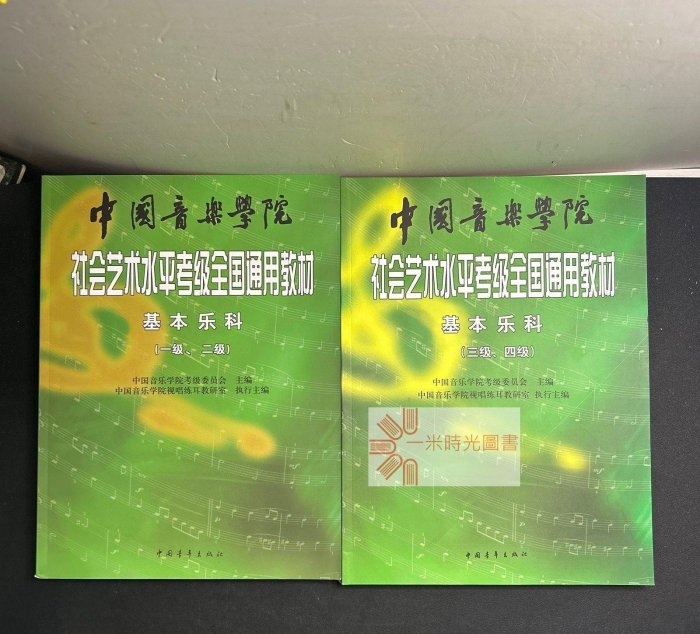 中國音樂學院
社会艺术水平考级全国通用教材
基本乐科
(一级、二级)
中国音乐学院考级委员会 主编
中国音乐学院视唱练耳教研室 执行主编
中国青年出版社
中國音樂學院
社会艺术水平考级全国通用教材
基本乐科
(三级、四级)
中国音乐学院考级委员会 主编
中国音乐学院视唱练耳教研室 执行主编
一米時光圖書
中国青年出版社